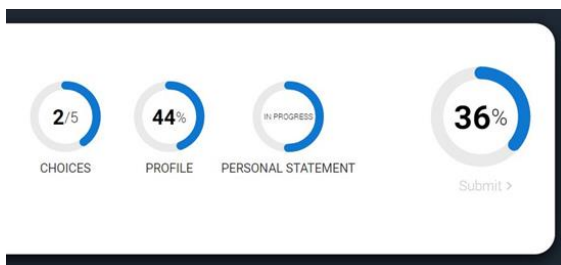 2/5
CHOICES
44%
PROFILE
IN PROGRESS
PERSONAL STATEMENT
36%
Submit >